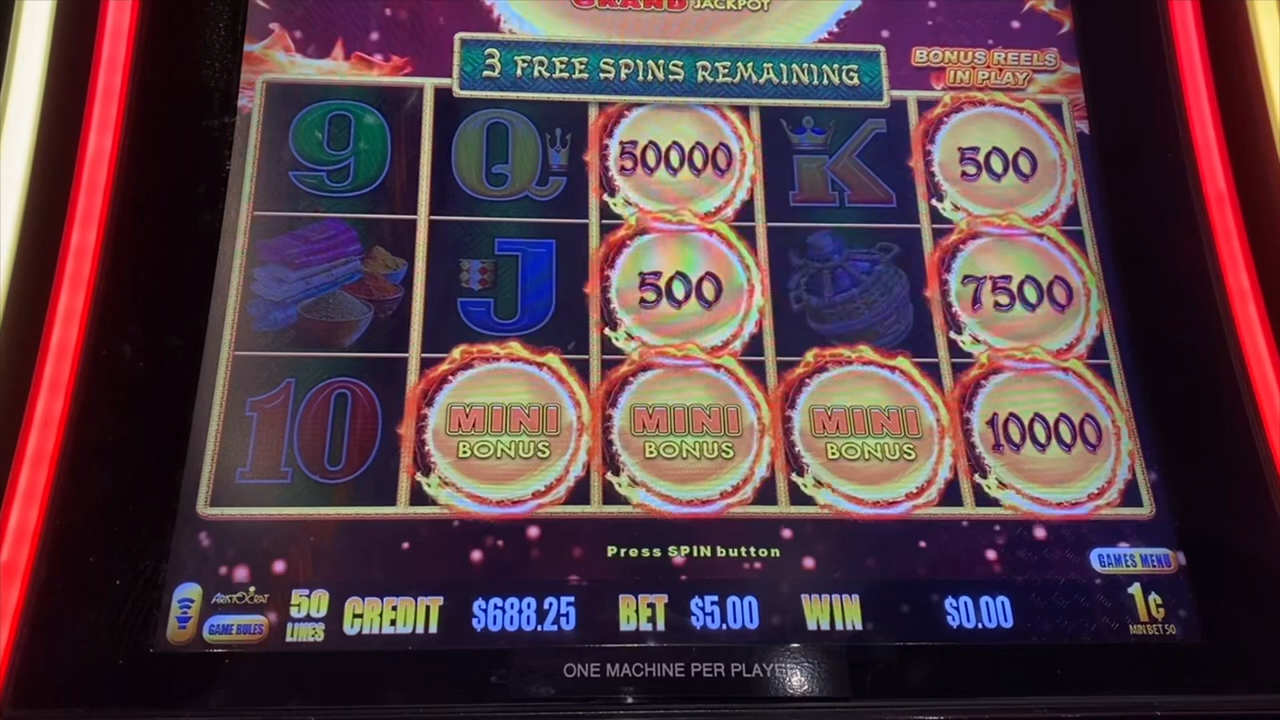 GRAND JACKPOT
3 FREE SPINS REMAINING
BONUS REELS
IN PLAY
9 Q 50000 K 500
J 500 7500
10 MINI BONUS MINI BONUS MINI BONUS 10000
Press SPIN button
GAMES MENU
ARISTOCRAT
GAME RULES
50 LINES
CREDIT $688.25 BET $5.00 WIN $0.00
1¢
MIN BET 50
ONE MACHINE PER PLAYER